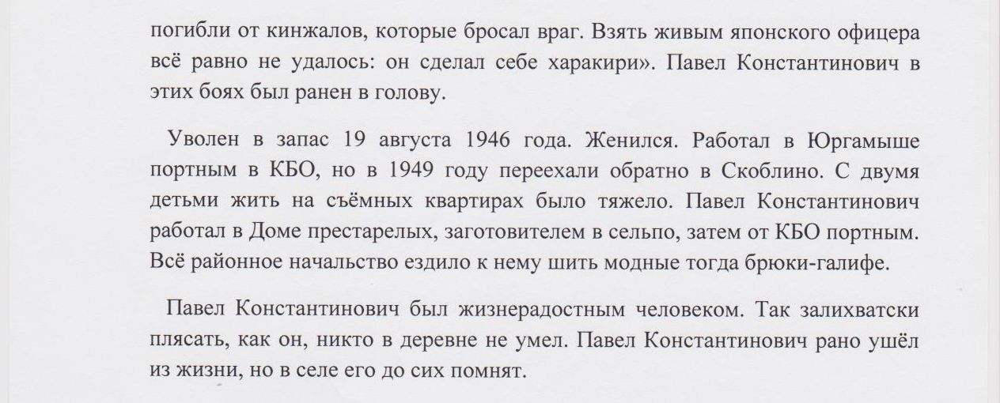 погибли от кинжалов, которые бросал враг. Взять живым японского офицера
всё равно не удалось: он сделал себе харакири». Павел Константинович в
этих боях был ранен в голову.
Уволен в запас 19 августа 1946 года. Женился. Работал в Юргамыше
портным в КБО, но в 1949 году переехали обратно в Скоблино. С двумя
детьми жить на съёмных квартирах было тяжело. Павел Константинович
работал в Доме престарелых, заготовителем в сельпо, затем от КБО портным.
Всё районное начальство ездило к нему шить модные тогда брюки-галифе.
Павел Константинович был жизнерадостным человеком. Так залихватски
плясать, как он, никто в деревне не умел. Павел Константинович рано ушёл
из жизни, но в селе его до сих помнят.